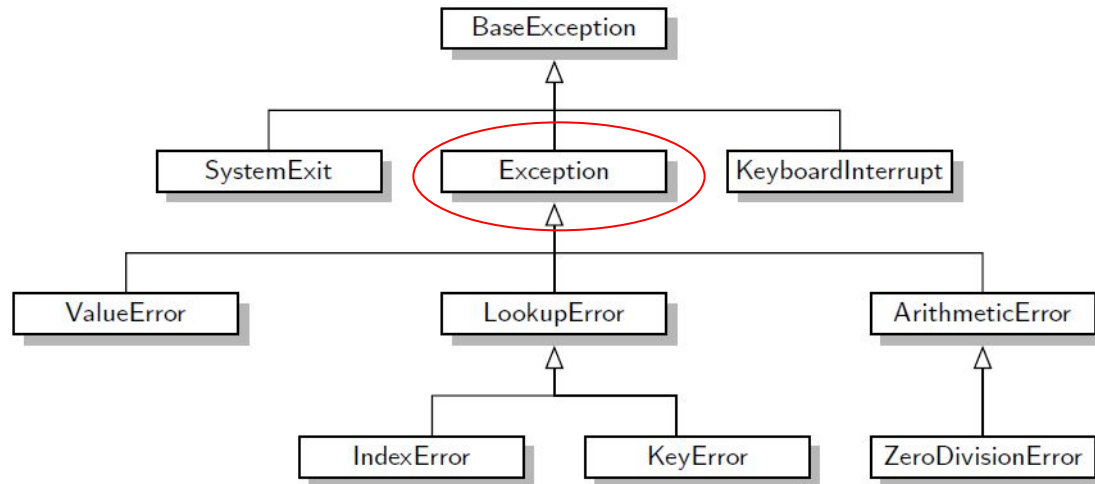 BaseException
SystemExit
Exception
KeyboardInterrupt
ValueError
LookupError
ArithmeticError
IndexError
KeyError
ZeroDivisionError